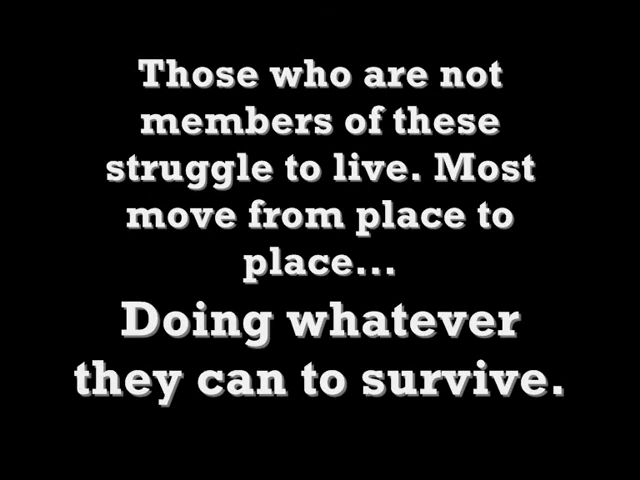 Those who are not
members of these
struggle to live. Most
move from place to
place...
Doing whatever
they can to survive.